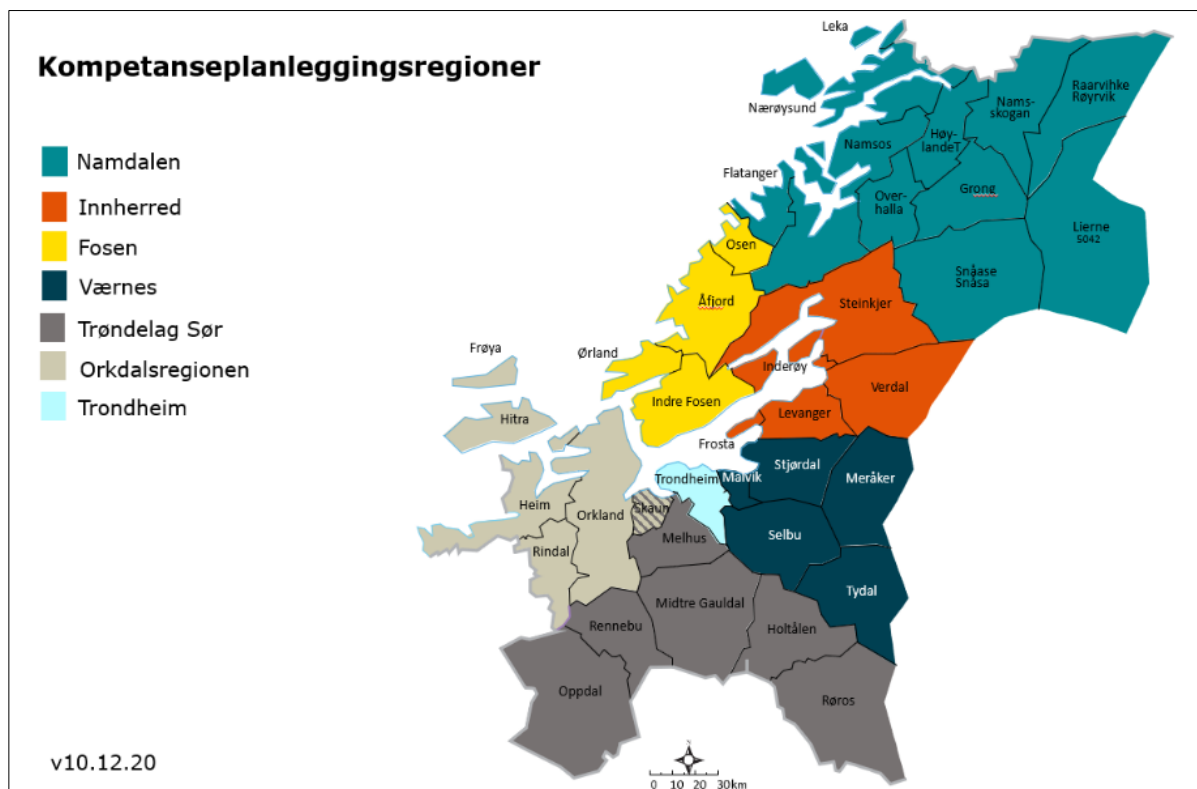 Kompetanseplanleggingsregioner
Namdalen
Innherred
Fosen
Værnes
Trøndelag Sør
Orkdalsregionen
Trondheim
v10.12.20
Leka
Nærøysund
Namsos
Høy-
landeT
Nams-
skogan
Raarvihke
Røyrvik
Flatanger
Over-
halla
Grong
Lierne
5042
Osen
Snåase
Snåsa
Åfjord
Steinkjer
Frøya
Ørland
Inderøy
Verdal
Indre Fosen
Hitra
Levanger
Frosta
Stjørdal
Trondheim
Malvik
Meråker
Heim
Orkland
Skaun
Rindal
Melhus
Selbu
Tydal
Midtre Gauldal
Rennebu
Holtålen
Oppdal
Røros
N
0 10 20 30km